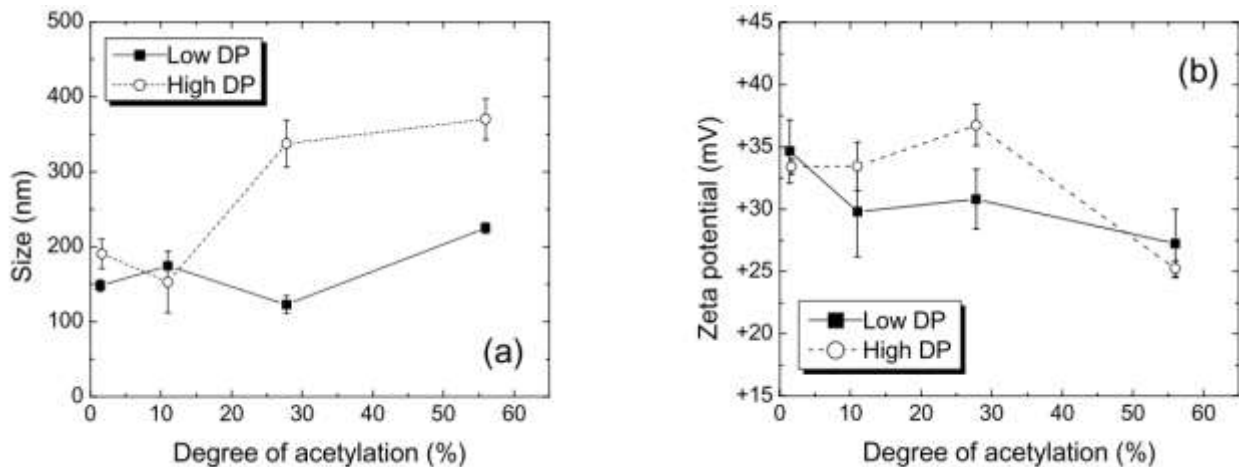 500
400
300
200
100
0
Size (nm)
Low DP
High DP
(a)
0 10 20 30 40 50 60
Degree of acetylation (%)
+45
+40
+35
+30
+25
+20
+15
Zeta potential (mV)
(b)
Low DP
High DP
0 10 20 30 40 50 60
Degree of acetylation (%)